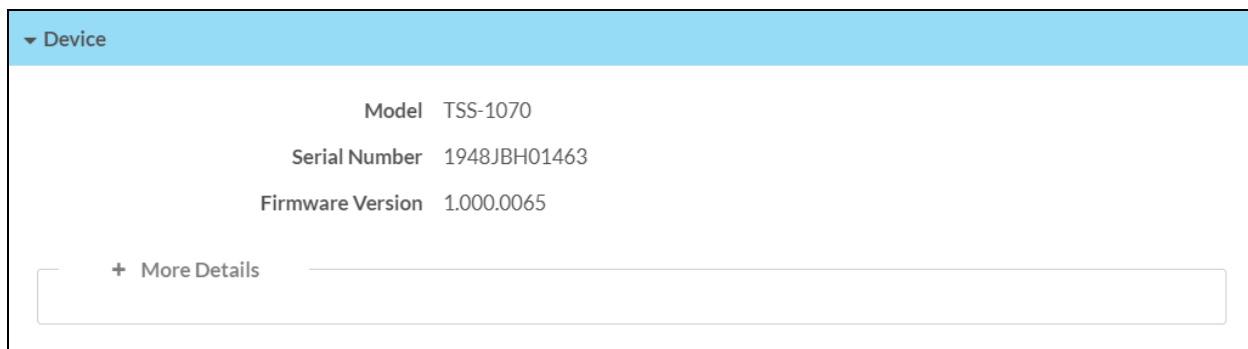 Device
Model TSS-1070
Serial Number 1948JBH01463
Firmware Version 1.000.0065
+ More Details